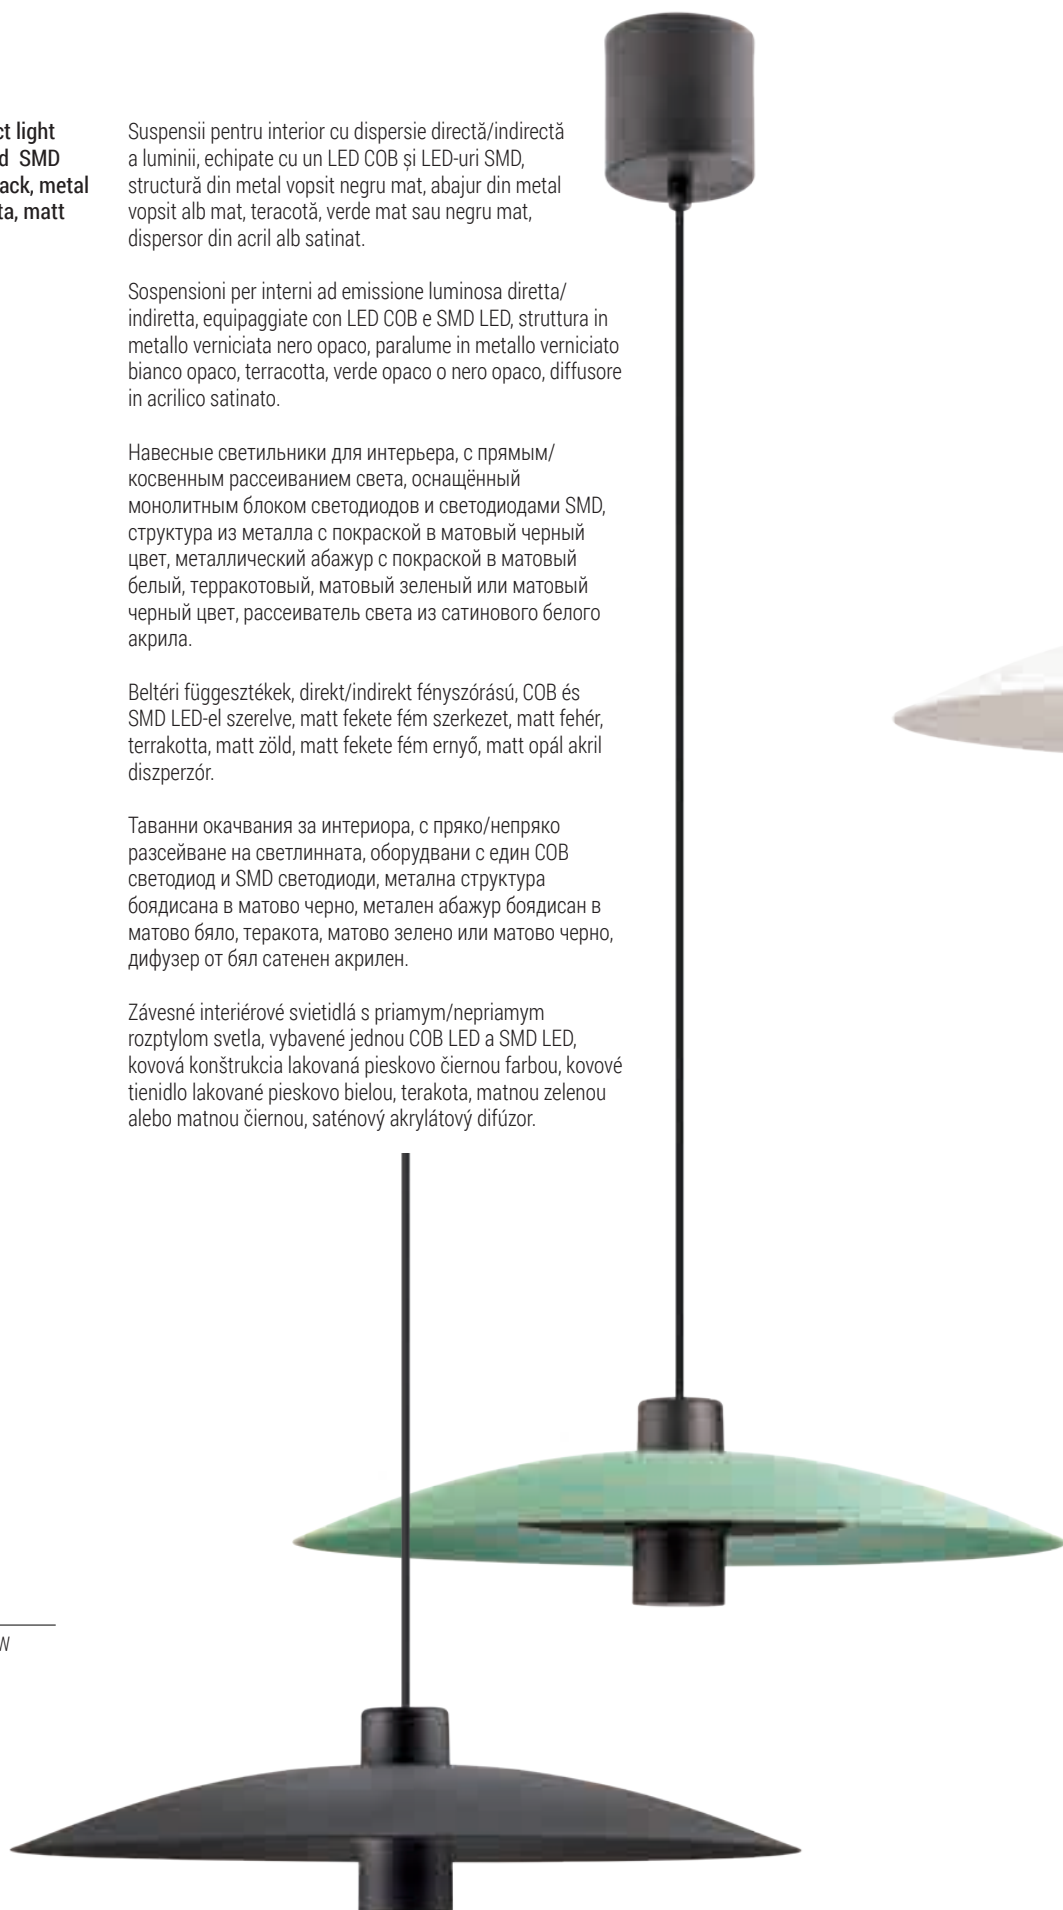 ct light
d SMD
ack, metal
ta, matt
Suspensii pentru interior cu dispersie directă/indirectă
a luminii, echipate cu un LED COB și LED-uri SMD,
structură din metal vopsit negru mat, abajur din metal
vopsit alb mat, teracotă, verde mat sau negru mat,
dispersor din acril alb satinat.
Sospensioni per interni ad emissione luminosa diretta/
indiretta, equipaggiate con LED COB e SMD LED, struttura in
metallo verniciata nero opaco, paralume in metallo verniciato
bianco opaco, terracotta, verde opaco o nero opaco, diffusore
in acrilico satinato.
Навесные светильники для интерьера, с прямым/
косвенным рассеиванием света, оснащённый
монолитным блоком светодиодов и светодиодами SMD,
структура из металла с покраской в матовый черный
цвет, металлический абажур с покраской в матовый
белый, терракотовый, матовый зеленый или матовый
черный цвет, рассеиватель света из сатинового белого
акрила.
Beltéri függesztékek, direkt/indirekt fényszórású, COB és
SMD LED-el szerelve, matt fekete fém szerkezet, matt fehér,
terrakotta, matt zöld, matt fekete fém ernyő, matt opál akril
diszperzór.
Таванни окачвания за интериора, с пряко/непряко
разсейване на светлинната, оборудвани с един COB
светодиод и SMD светодиоди, метална структура
боядисана в матово черно, метален абажур боядисан в
матово бяло, теракота, матово зелено или матово черно,
дифузер от бял сатенен акрилен.
Závesné interiérové svietidlá s priamym/nepriamym
rozptylom svetla, vybavené jednou COB LED a SMD LED,
kovová konštrukcia lakovaná pieskovo čiernou farbou, kovové
tienidlo lakované pieskovo bielou, terakota, matnou zelenou
alebo matnou čiernou, saténový akrylátový difúzor.
W